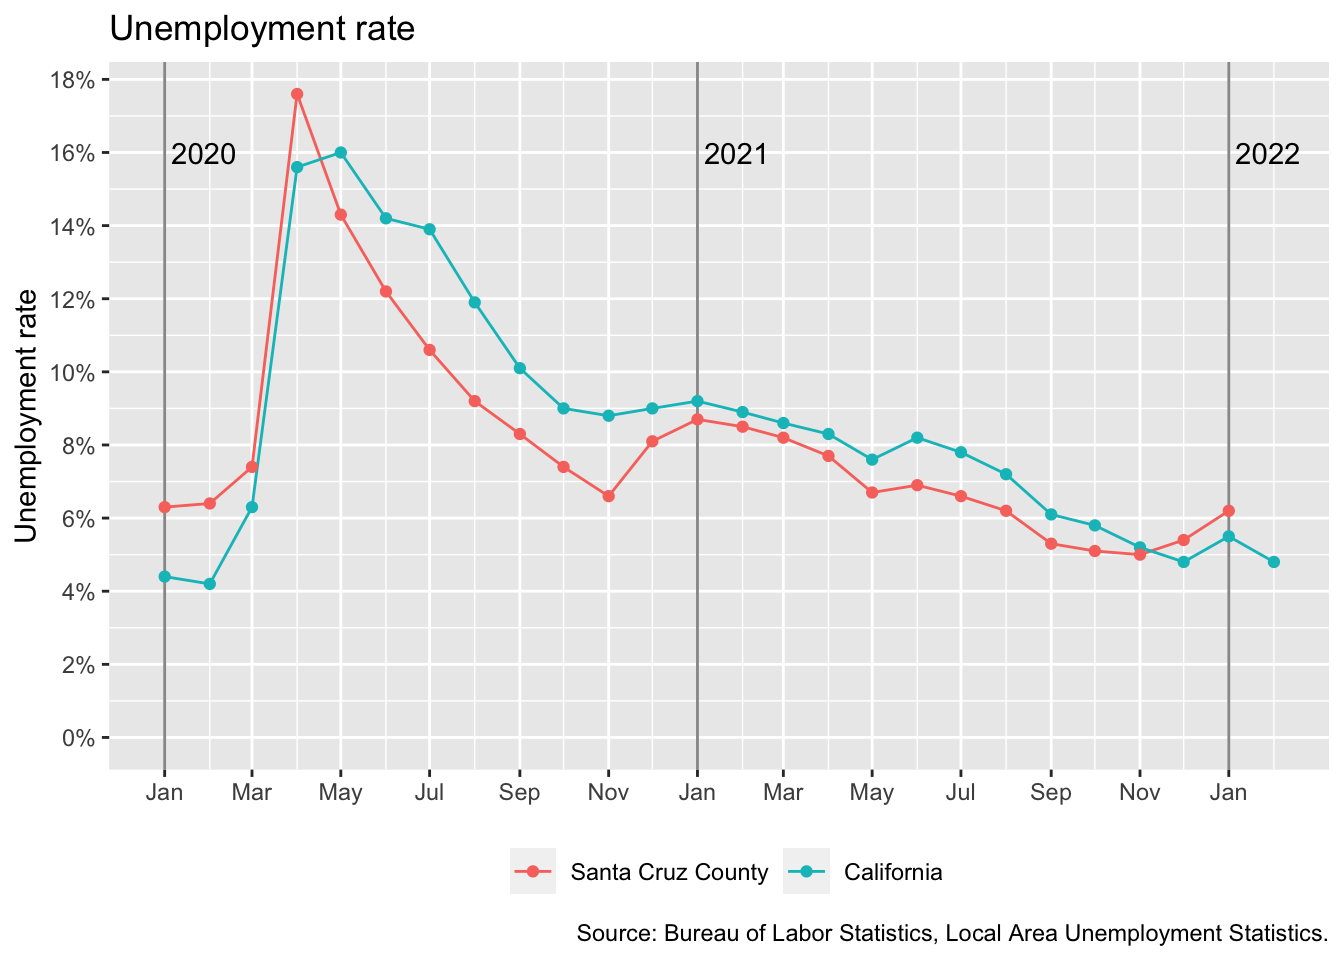 Unemployment rate
18%
16%
14%
12%
10%
8%
6%
4%
2%
0%
Unemployment rate
2020
2021
2022
Jan Mar May Jul Sep Nov Jan Mar May Jul Sep Nov Jan
Santa Cruz County California
Source: Bureau of Labor Statistics, Local Area Unemployment Statistics.